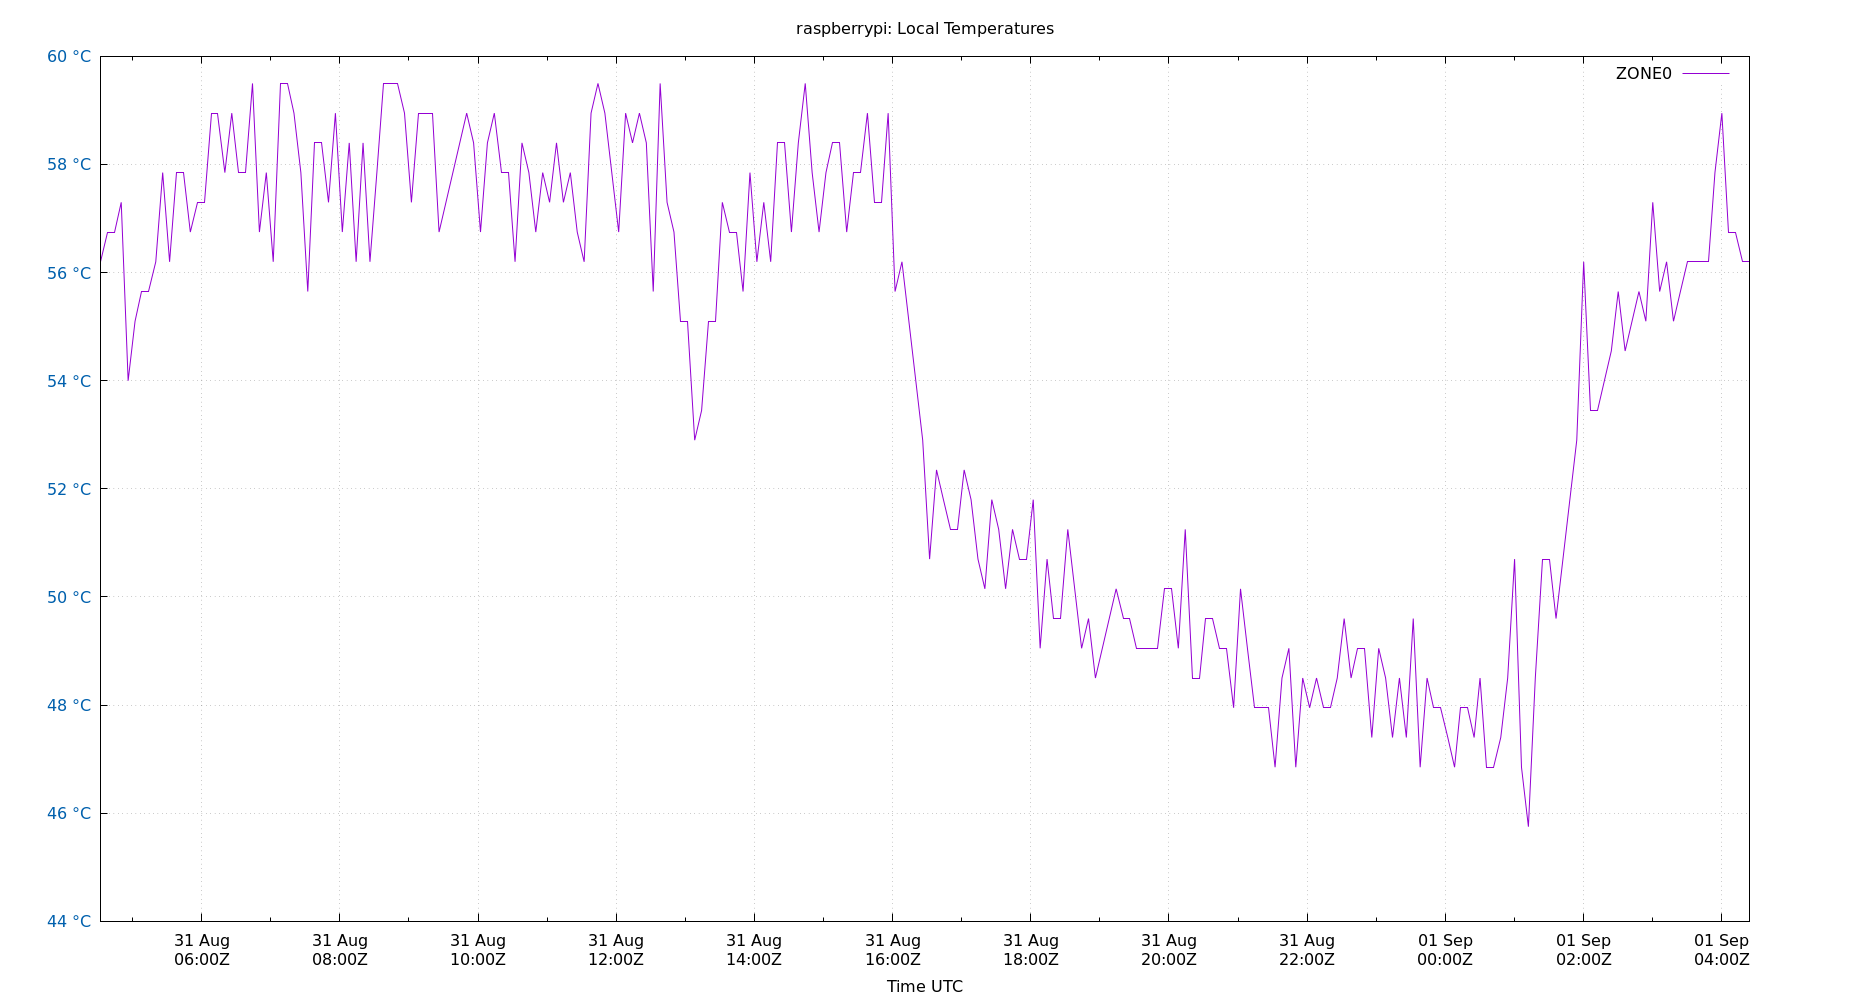 raspberrypi: Local Temperatures
ZONE0
60 °C
58 °C
56 °C
54 °C
52 °C
50 °C
48 °C
46 °C
44 °C
31 Aug 31 Aug 31 Aug 31 Aug 31 Aug 31 Aug 31 Aug 31 Aug 31 Aug 01 Sep 01 Sep 01 Sep
06:00Z 08:00Z 10:00Z 12:00Z 14:00Z 16:00Z 18:00Z 20:00Z 22:00Z 00:00Z 02:00Z 04:00Z
Time UTC